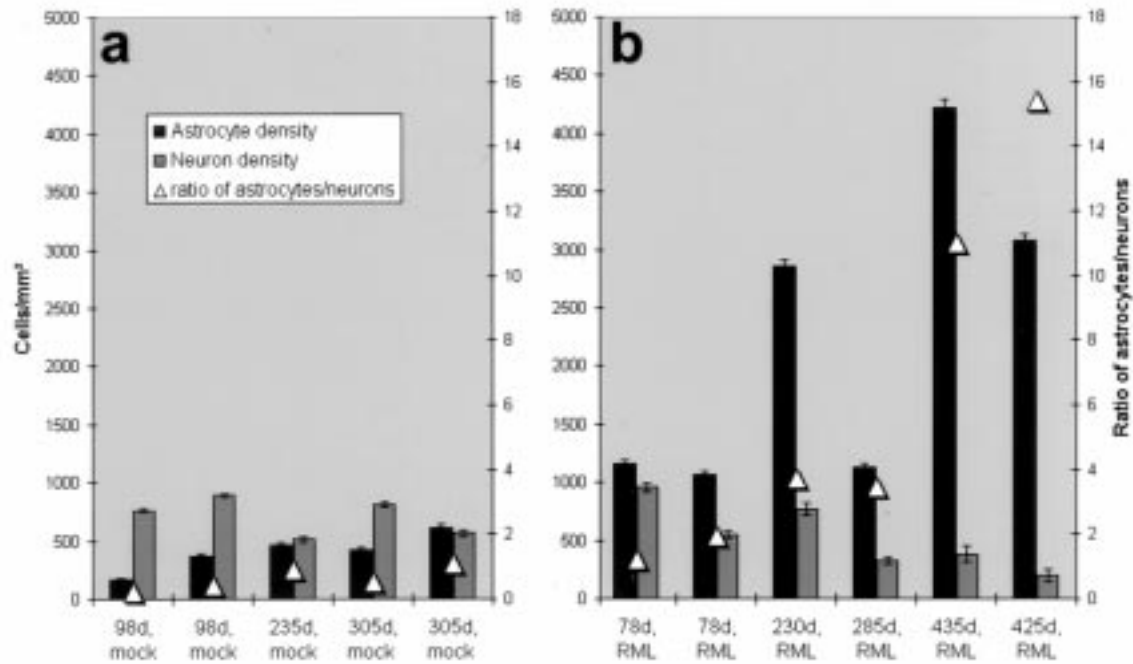 a
b
5000
4500
4000
3500
3000
2500
2000
1500
1000
500
0
Cells/mm²
18
16
14
12
10
8
6
4
2
0
Astrocyte density
Neuron density
ratio of astrocytes/neurons
98d, mock
98d, mock
235d, mock
305d, mock
305d, mock
5000
4500
4000
3500
3000
2500
2000
1500
1000
500
0
18
16
14
12
10
8
6
4
2
0
Ratio of astrocytes/neurons
78d, RML
78d, RML
230d, RML
285d, RML
435d, RML
425d, RML